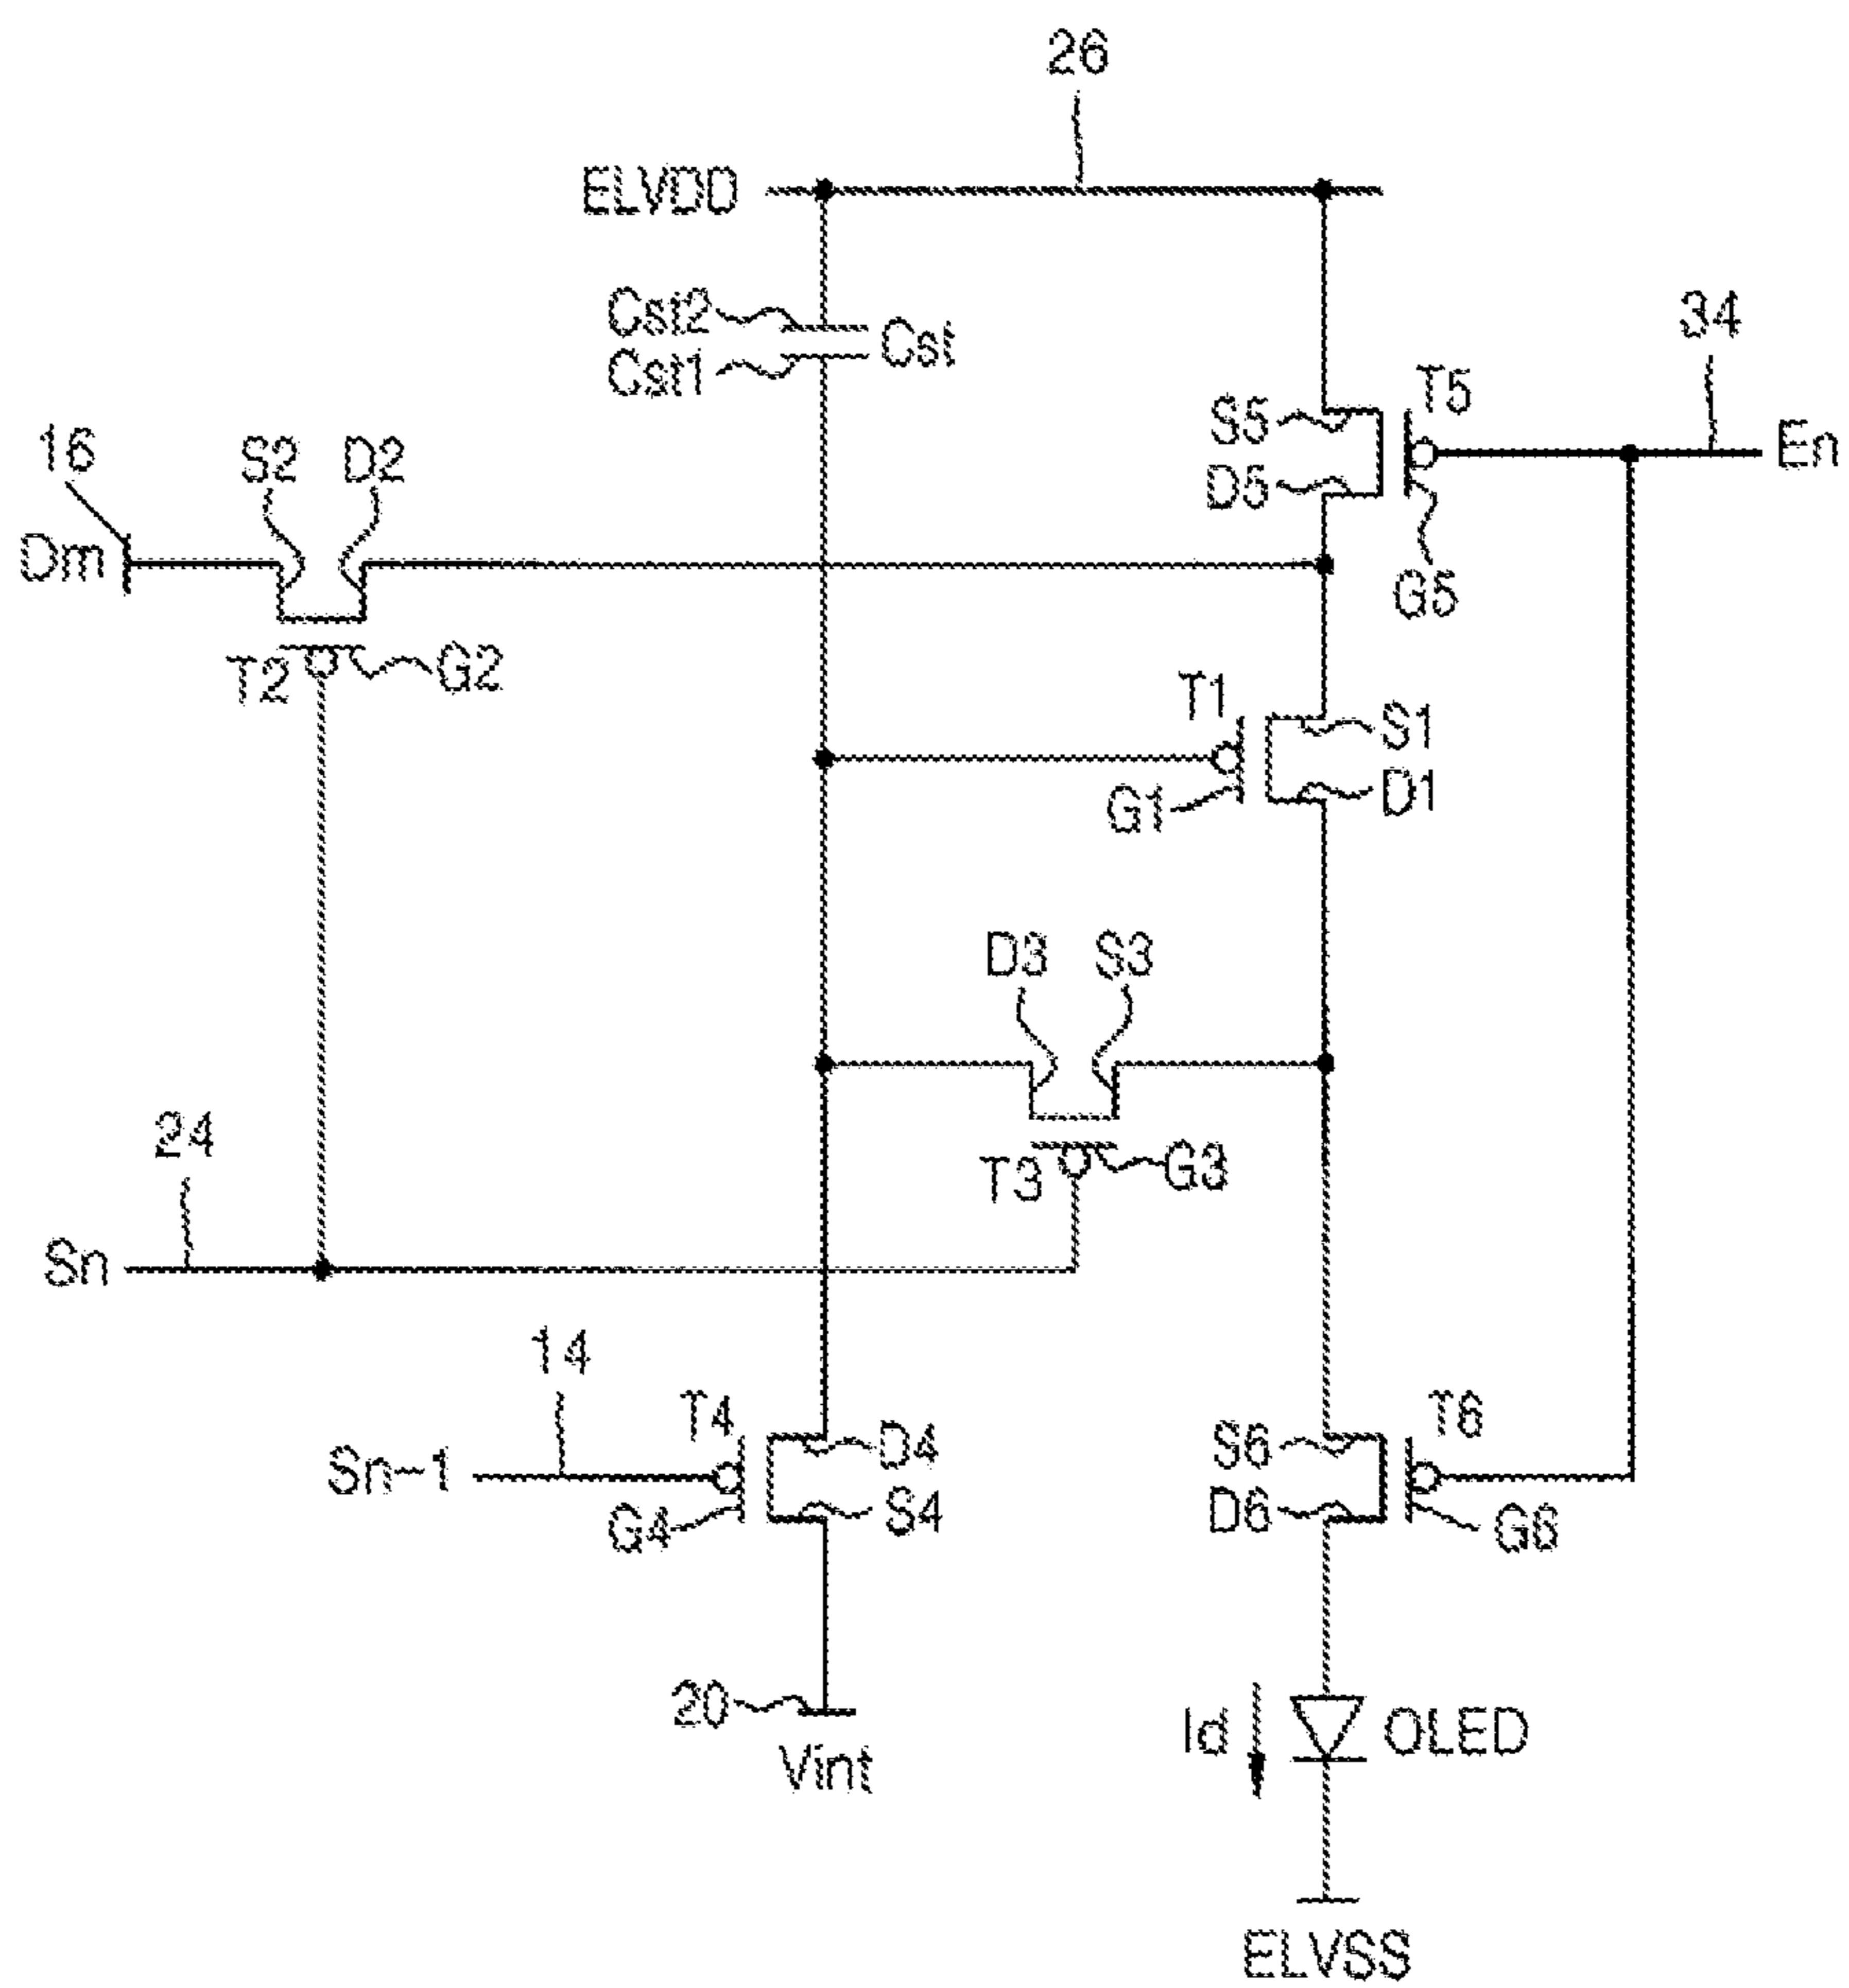 26
ELVDD
Cst2
Cst
Cst1
34
T5
S5
En
D5
G5
16
S2
D2
Dm
T2
G2
T1
S1
G1
D1
D3
S3
T3
G3
24
Sn
14
T4
D4
Sn-1
G4
S4
T6
S6
D6
G6
20
Vint
Id
OLED
ELVSS